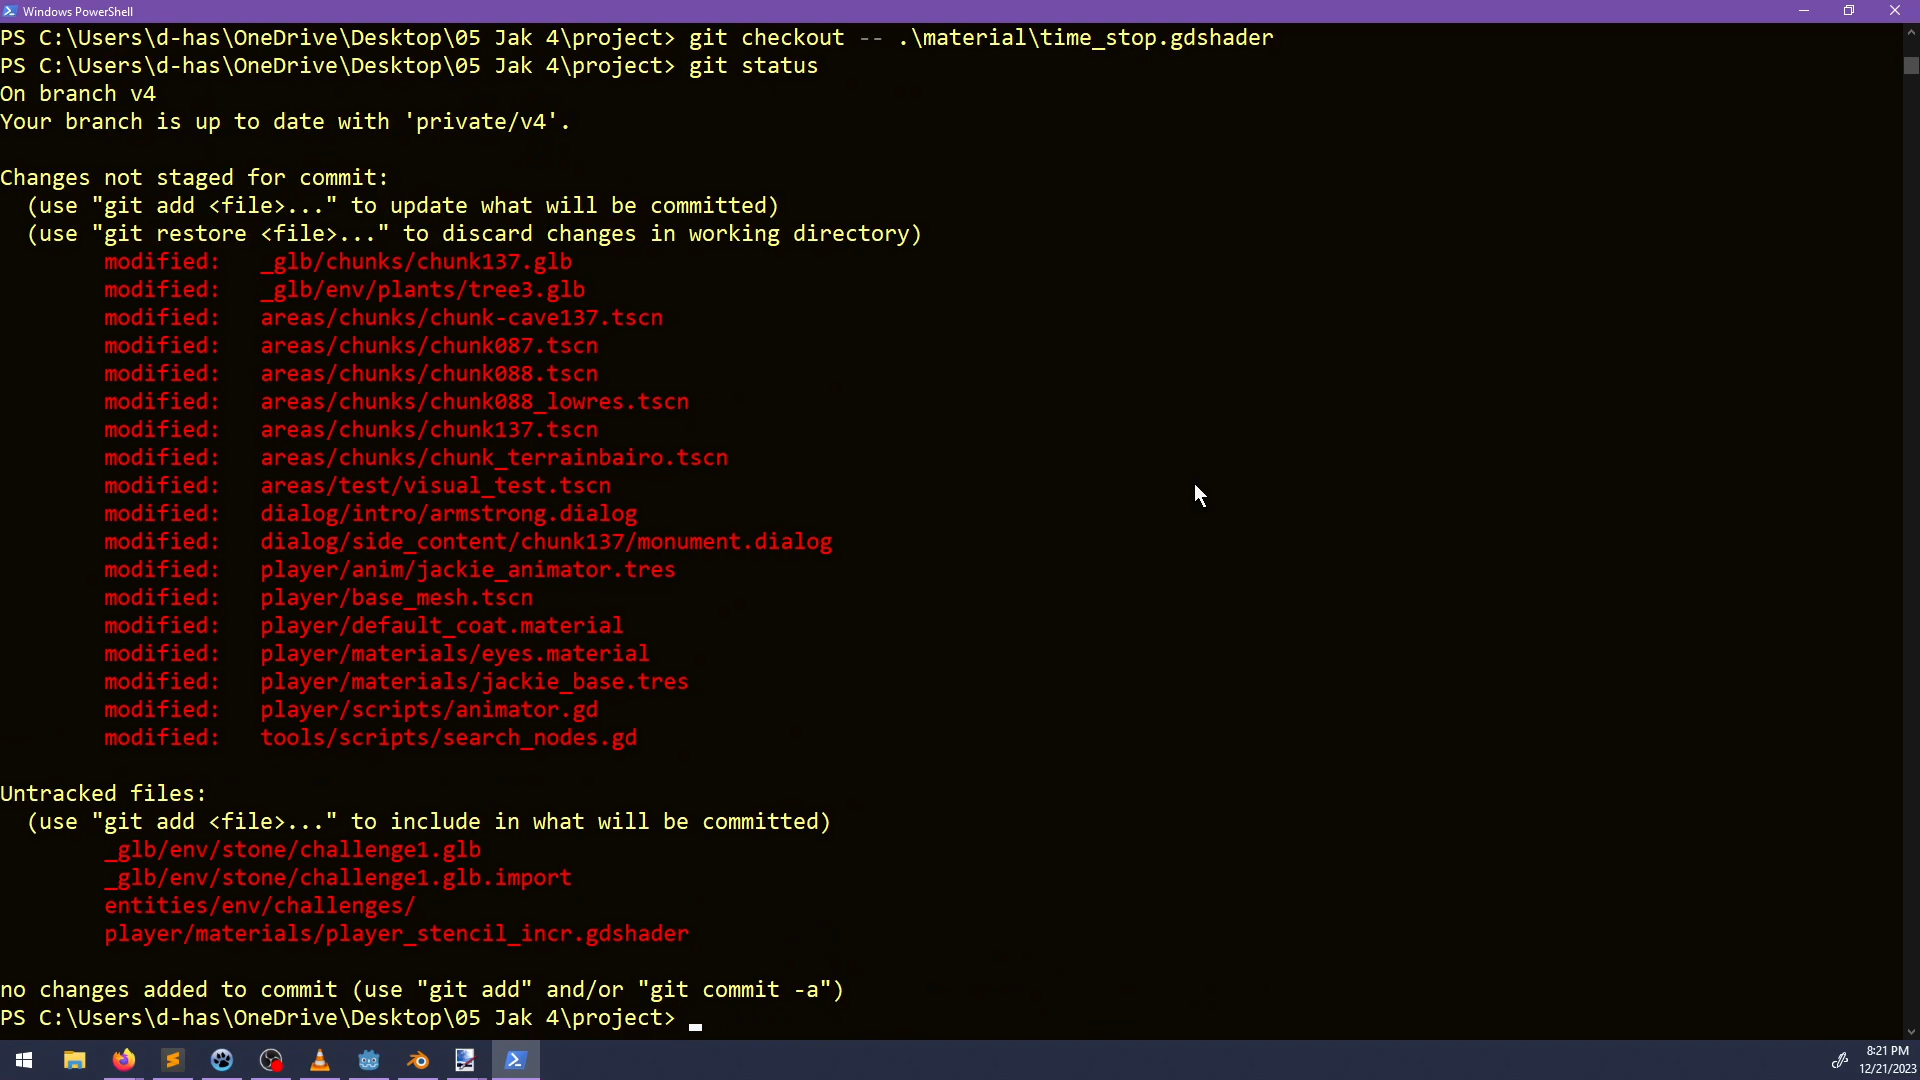 Windows PowerShell
PS C:\Users\d-has\OneDrive\Desktop\05 Jak 4\project> git checkout -- .\material\time_stop.gdshader
PS C:\Users\d-has\OneDrive\Desktop\05 Jak 4\project> git status
On branch v4
Your branch is up to date with 'private/v4'.
Changes not staged for commit:
  (use "git add <file>..." to update what will be committed)
  (use "git restore <file>..." to discard changes in working directory)
        modified:   _glb/chunks/chunk137.glb
        modified:   _glb/env/plants/tree3.glb
        modified:   areas/chunks/chunk-cave137.tscn
        modified:   areas/chunks/chunk087.tscn
        modified:   areas/chunks/chunk088.tscn
        modified:   areas/chunks/chunk088_lowres.tscn
        modified:   areas/chunks/chunk137.tscn
        modified:   areas/chunks/chunk_terrainbairo.tscn
        modified:   areas/test/visual_test.tscn
        modified:   dialog/intro/armstrong.dialog
        modified:   dialog/side_content/chunk137/monument.dialog
        modified:   player/anim/jackie_animator.tres
        modified:   player/base_mesh.tscn
        modified:   player/default_coat.material
        modified:   player/materials/eyes.material
        modified:   player/materials/jackie_base.tres
        modified:   player/scripts/animator.gd
        modified:   tools/scripts/search_nodes.gd
Untracked files:
  (use "git add <file>..." to include in what will be committed)
        _glb/env/stone/challenge1.glb
        _glb/env/stone/challenge1.glb.import
        entities/env/challenges/
        player/materials/player_stencil_incr.gdshader
no changes added to commit (use "git add" and/or "git commit -a")
PS C:\Users\d-has\OneDrive\Desktop\05 Jak 4\project>
8:21 PM
12/21/2023